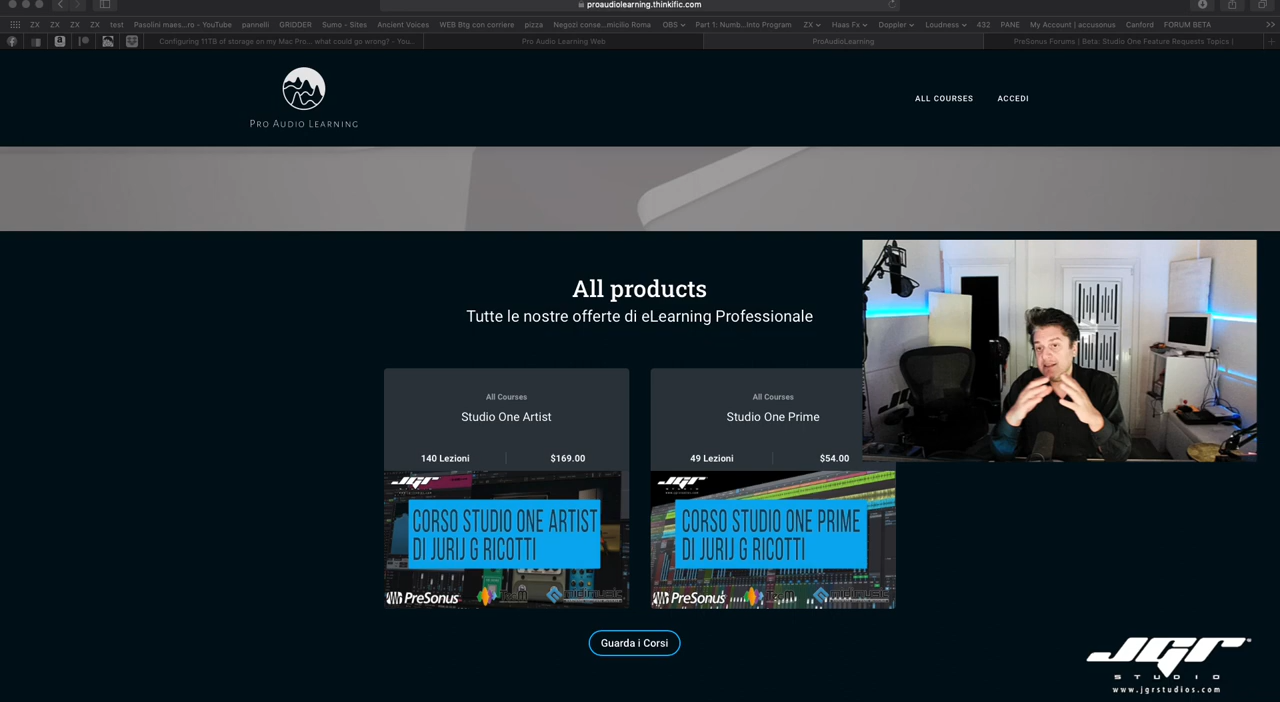 proaudiolearning.thinkific.com
ZX
ZX
ZX
ZX
test
Pasolini maes...ro - YouTube
pannelli
GRIDDER
Sumo - Sites
Ancient Voices
WEB Btg con corriere
pizza
Negozi conse...micilio Roma
OBS
Part 1: Numb...Into Program
ZX
Haas Fx
Doppler
Loudness
432
PANE
My Account | accusonus
Canford
FORUM BETA
Configuring 11TB of storage on my Mac Pro... what could go wrong? - You...
Pro Audio Learning Web
ProAudioLearning
PreSonus Forums | Beta: Studio One Feature Requests Topics |
PRO AUDIO LEARNING
ALL COURSES
ACCEDI
All products
Tutte le nostre offerte di eLearning Professionale
All Courses
Studio One Artist
140 Lezioni
$169.00
JGR
STUDIO
CORSO STUDIO ONE ARTIST
DI JURIJ G RICOTTI
PreSonus
MIDIMUSIC
All Courses
Studio One Prime
49 Lezioni
$54.00
JGR
STUDIO
CORSO STUDIO ONE PRIME
DI JURIJ G RICOTTI
PreSonus
MIDIMUSIC
Guarda i Corsi
JGR
STUDIO
www.jgrstudios.com